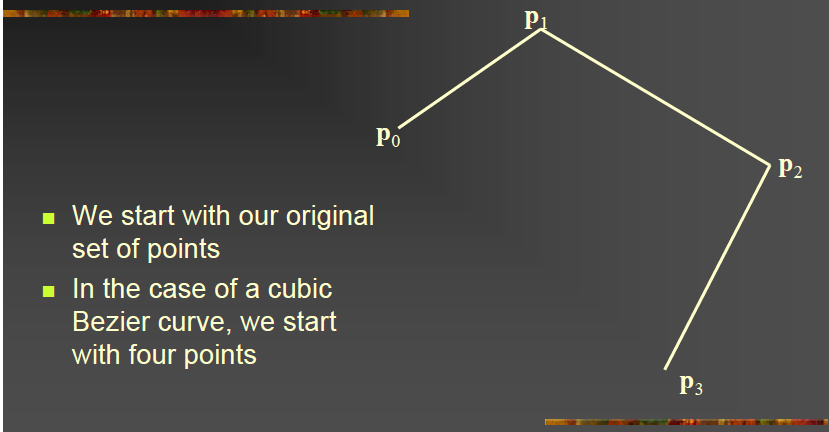 p₁
p₀
p₂
We start with our original
set of points
In the case of a cubic
Bezier curve, we start
with four points
p₃